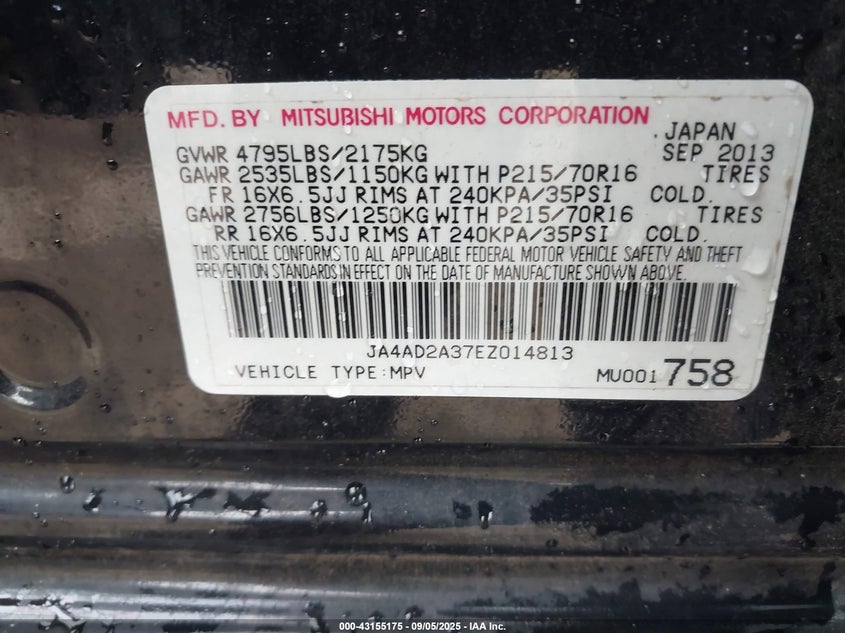 MFD. BY MITSUBISHI MOTORS CORPORATION
. JAPAN
GVWR 4795LBS/2175KG SEP 2013
GAWR 2535LBS/1150KG WITH P215/70R16 TIRES
FR 16X6.5JJ RIMS AT 240KPA/35PSI COLD.
GAWR 2756LBS/1250KG WITH P215/70R16 TIRES
RR 16X6.5JJ RIMS AT 240KPA/35PSI COLD.
THIS VEHICLE CONFORMS TO ALL APPLICABLE FEDERAL MOTOR VEHICLE SAFETY AND THEFT
PREVENTION STANDARDS IN EFFECT ON THE DATE OF MANUFACTURE SHOWN ABOVE.
JA4AD2A37EZ014813
VEHICLE TYPE:MPV MU001758
000-43155175 - 09/05/2025 - IAA Inc.